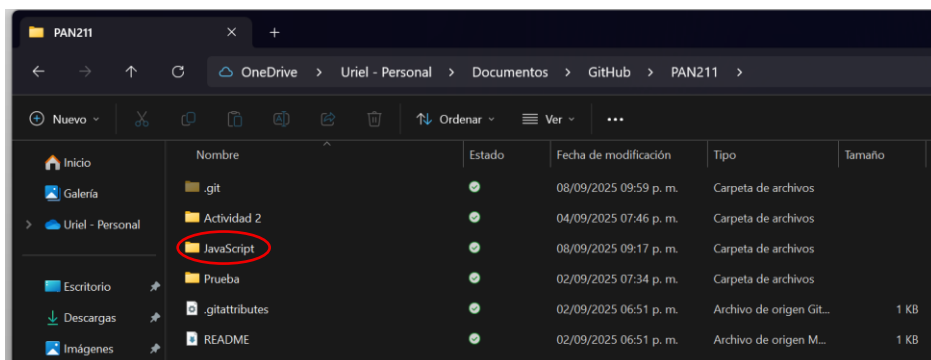 PAN211
OneDrive > Uriel - Personal > Documentos > GitHub > PAN211 >
Nuevo Ordenar Ver
Nombre Estado Fecha de modificación Tipo Tamaño
Inicio
Galería
Uriel - Personal
Escritorio
Descargas
Imágenes
.git 08/09/2025 09:59 p. m. Carpeta de archivos
Actividad 2 04/09/2025 07:46 p. m. Carpeta de archivos
JavaScript 08/09/2025 09:17 p. m. Carpeta de archivos
Prueba 02/09/2025 07:34 p. m. Carpeta de archivos
.gitattributes 02/09/2025 06:51 p. m. Archivo de origen Git... 1 KB
README 02/09/2025 06:51 p. m. Archivo de origen M... 1 KB